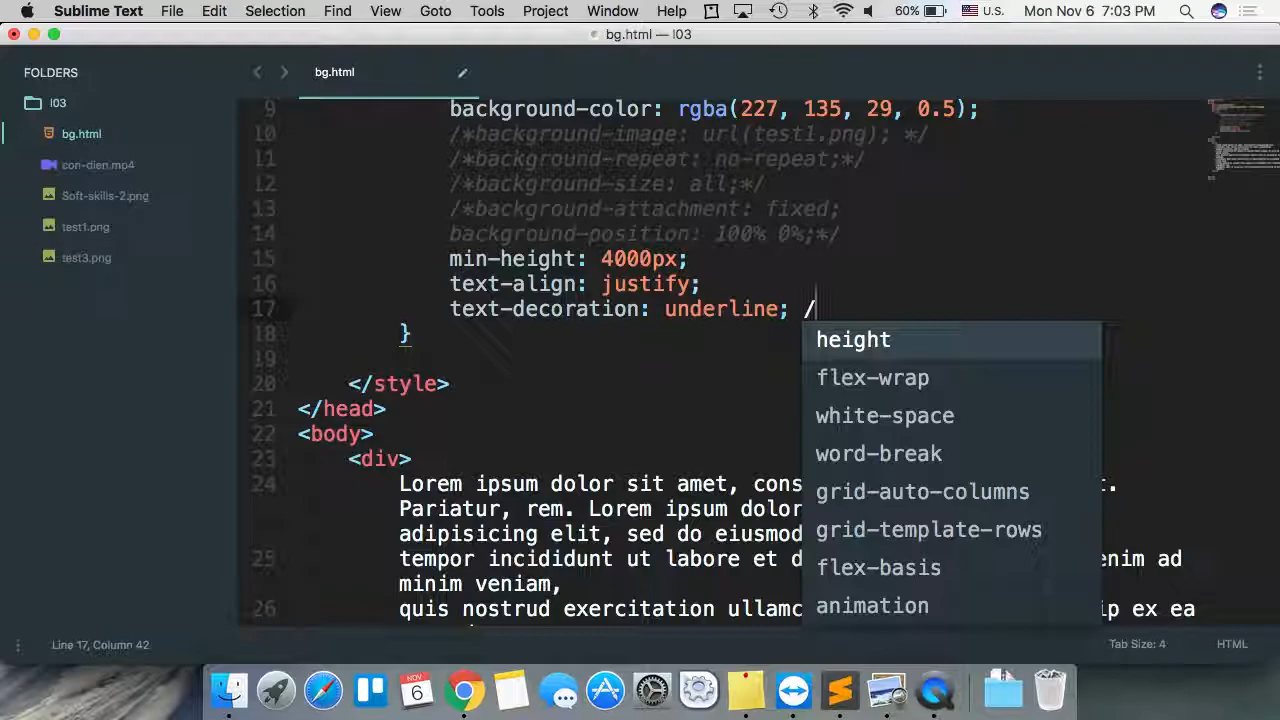 Sublime Text File Edit Selection Find View Goto Tools Project Window Help 60% U.S. Mon Nov 6 7:03 PM
bg.html — l03
FOLDERS
l03
bg.html
con-dien.mp4
Soft-skills-2.png
test1.png
test3.png
bg.html
9 background-color: rgba(227, 135, 29, 0.5);
10 /*background-image: url(test1.png); */
11 /*background-repeat: no-repeat;*/
12 /*background-size: all;*/
13 /*background-attachment: fixed;
14 background-position: 100% 0%;*/
15 min-height: 4000px;
16 text-align: justify;
17 text-decoration: underline; /
18 }
19
20 </style>
21 </head>
22 <body>
23 <div>
24 Lorem ipsum dolor sit amet, cons t.
Pariatur, rem. Lorem ipsum dolor
adipisicing elit, sed do eiusmod
25 tempor incididunt ut labore et d enim ad
minim veniam,
26 quis nostrud exercitation ullamc ip ex ea
height
flex-wrap
white-space
word-break
grid-auto-columns
grid-template-rows
flex-basis
animation
Line 17, Column 42 Tab Size: 4 HTML
NOV
6